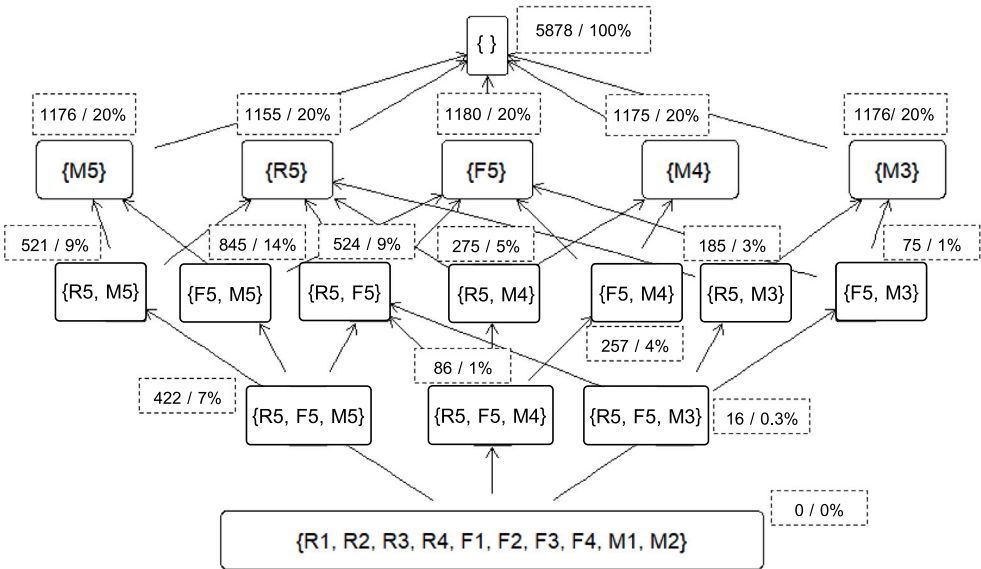 5878 / 100%
{ }
1176 / 20%
1155 / 20%
1180 / 20%
1175 / 20%
1176/ 20%
{M5}
{R5}
{F5}
{M4}
{M3}
521 / 9%
845 / 14%
524 / 9%
275 / 5%
185 / 3%
75 / 1%
{R5, M5}
{F5, M5}
{R5, F5}
{R5, M4}
{F5, M4}
{R5, M3}
{F5, M3}
257 / 4%
86 / 1%
422 / 7%
{R5, F5, M5}
{R5, F5, M4}
{R5, F5, M3}
16 / 0.3%
0 / 0%
{R1, R2, R3, R4, F1, F2, F3, F4, M1, M2}